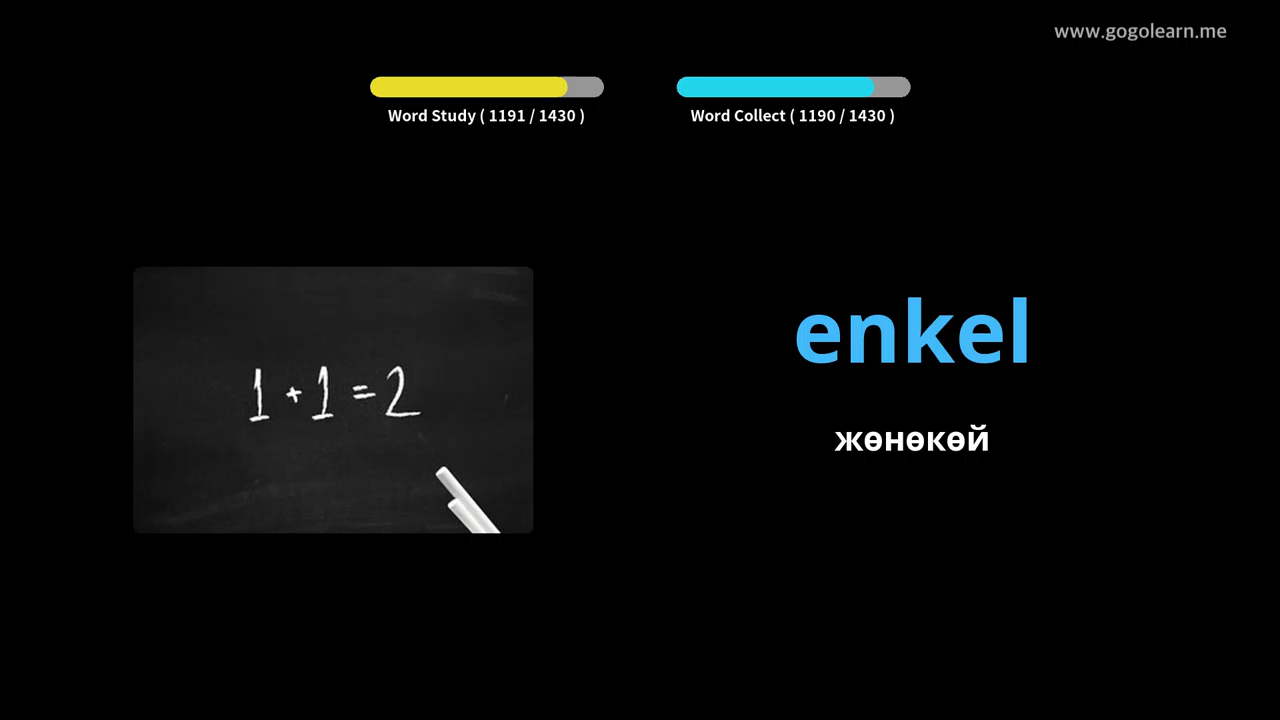 www.gogolearn.me
Word Study ( 1191 / 1430 )
Word Collect ( 1190 / 1430 )
1 + 1 = 2
enkel
жөнөкөй